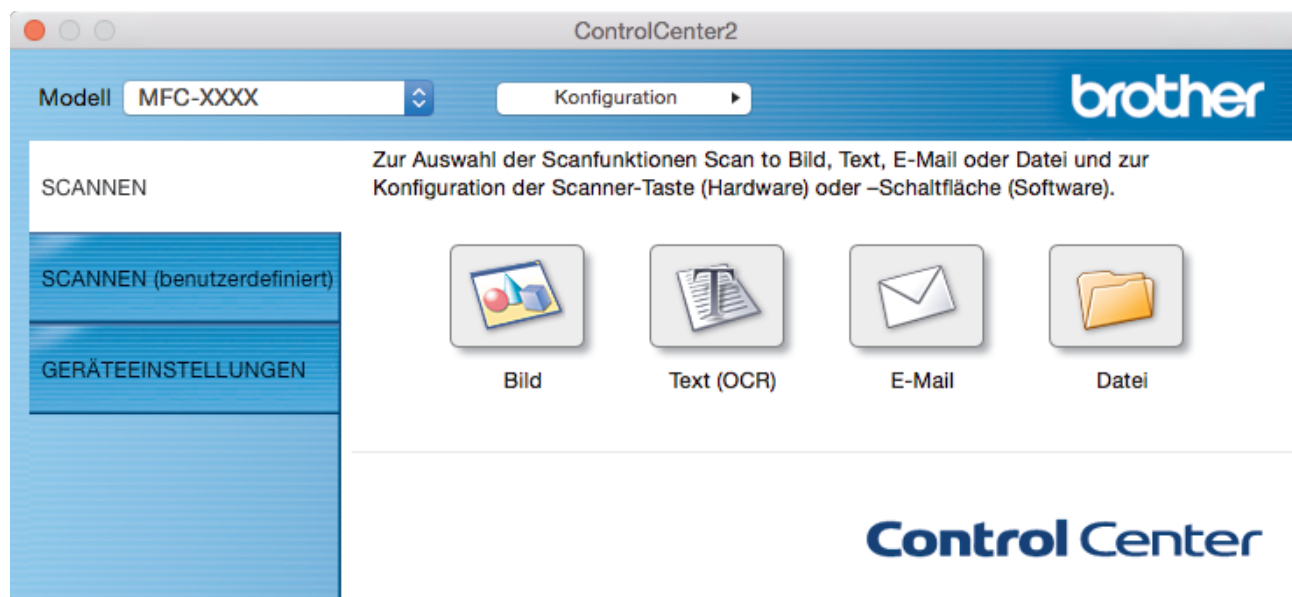 ControlCenter2
Modell MFC-XXXX Konfiguration
brother
SCANNEN
SCANNEN (benutzerdefiniert)
GERÄTEEINSTELLUNGEN
Zur Auswahl der Scanfunktionen Scan to Bild, Text, E-Mail oder Datei und zur
Konfiguration der Scanner-Taste (Hardware) oder –Schaltfläche (Software).
T
Bild Text (OCR) E-Mail Datei
Control Center